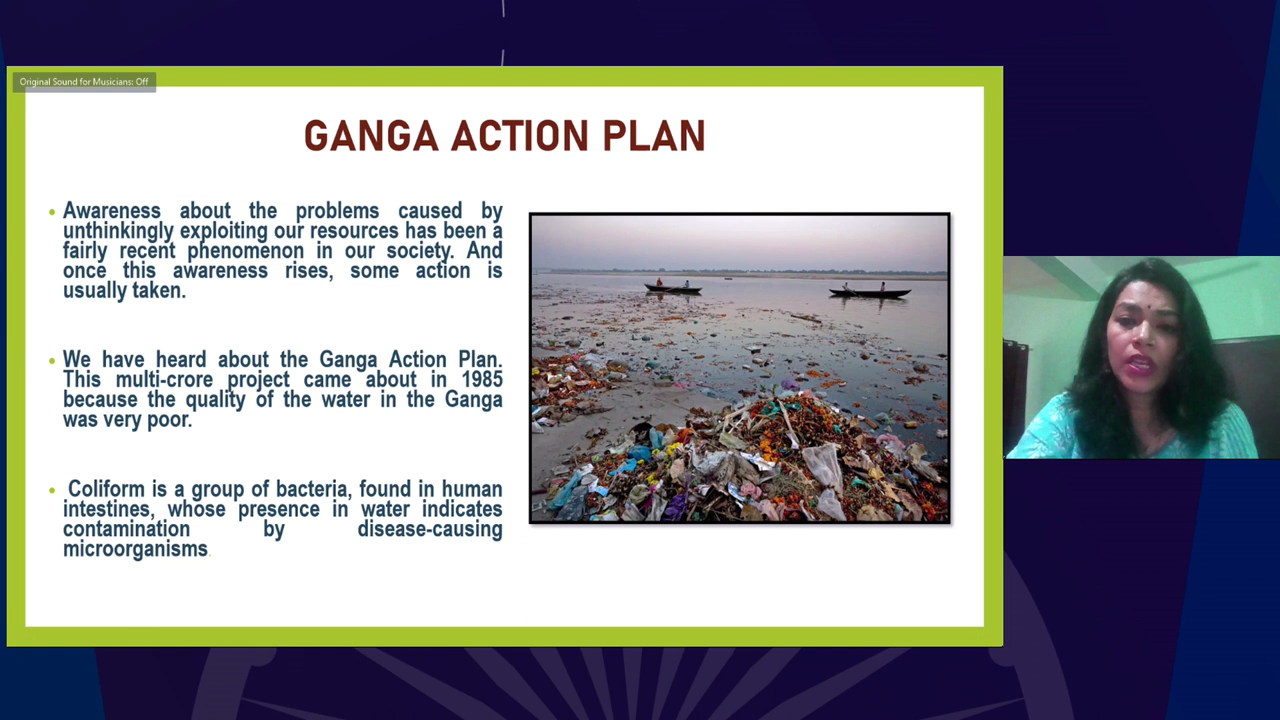 Original Sound for Musicians: Off
GANGA ACTION PLAN
• Awareness about the problems caused by
unthinkingly exploiting our resources has been a
fairly recent phenomenon in our society. And
once this awareness rises, some action is
usually taken.
• We have heard about the Ganga Action Plan.
This multi-crore project came about in 1985
because the quality of the water in the Ganga
was very poor.
• Coliform is a group of bacteria, found in human
intestines, whose presence in water indicates
contamination by disease-causing
microorganisms.